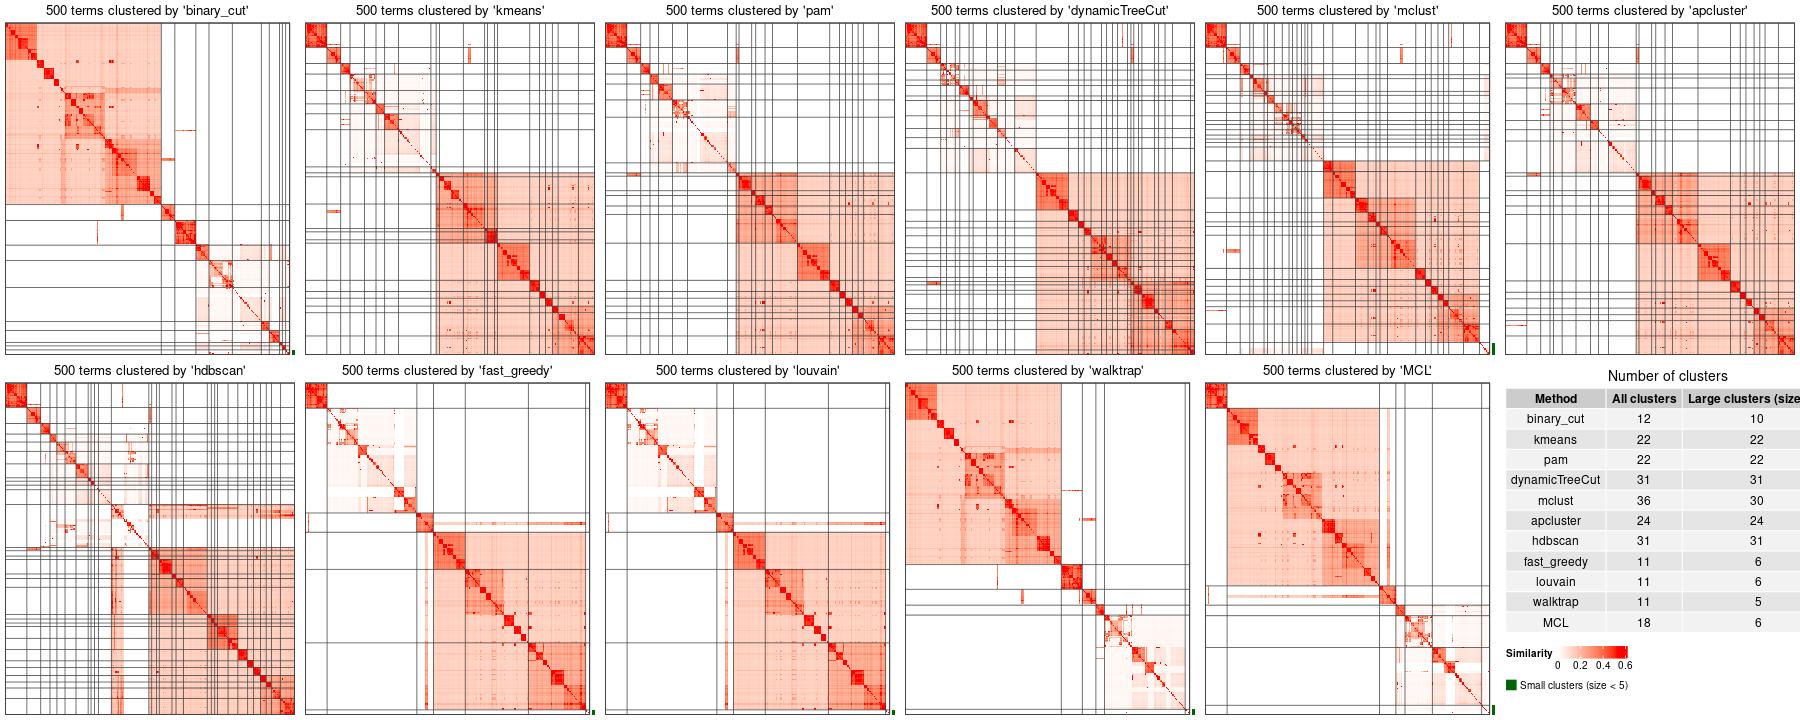 500 terms clustered by 'binary_cut'
500 terms clustered by 'kmeans'
500 terms clustered by 'pam'
500 terms clustered by 'dynamicTreeCut'
500 terms clustered by 'mclust'
500 terms clustered by 'apcluster'
500 terms clustered by 'hdbscan'
500 terms clustered by 'fast_greedy'
500 terms clustered by 'louvain'
500 terms clustered by 'walktrap'
500 terms clustered by 'MCL'
Number of clusters
Method All clusters Large clusters (size
binary_cut 12 10
kmeans 22 22
pam 22 22
dynamicTreeCut 31 31
mclust 36 30
apcluster 24 24
hdbscan 31 31
fast_greedy 11 6
louvain 11 6
walktrap 11 5
MCL 18 6
Similarity
0 0.2 0.4 0.6
Small clusters (size < 5)